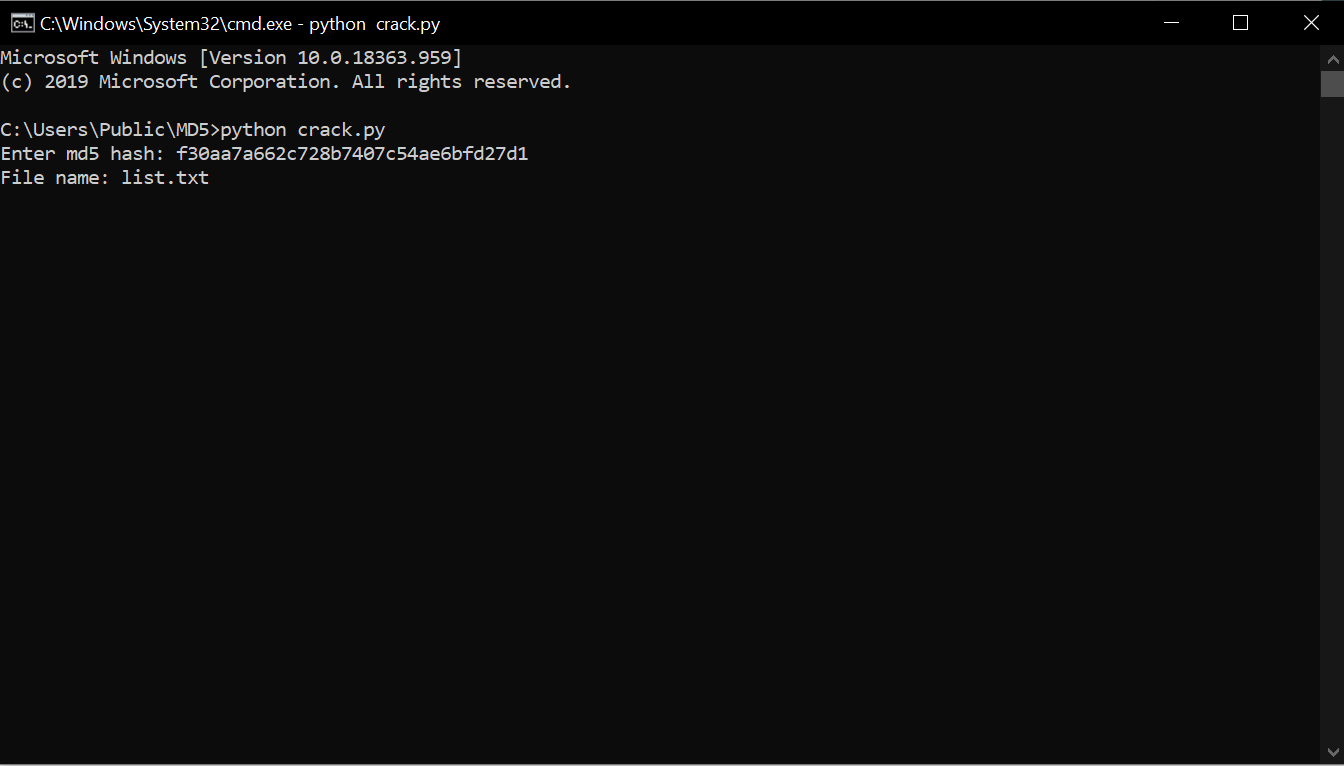 C:\Windows\System32\cmd.exe - python  crack.py
Microsoft Windows [Version 10.0.18363.959]
(c) 2019 Microsoft Corporation. All rights reserved.
C:\Users\Public\MD5>python crack.py
Enter md5 hash: f30aa7a662c728b7407c54ae6bfd27d1
File name: list.txt